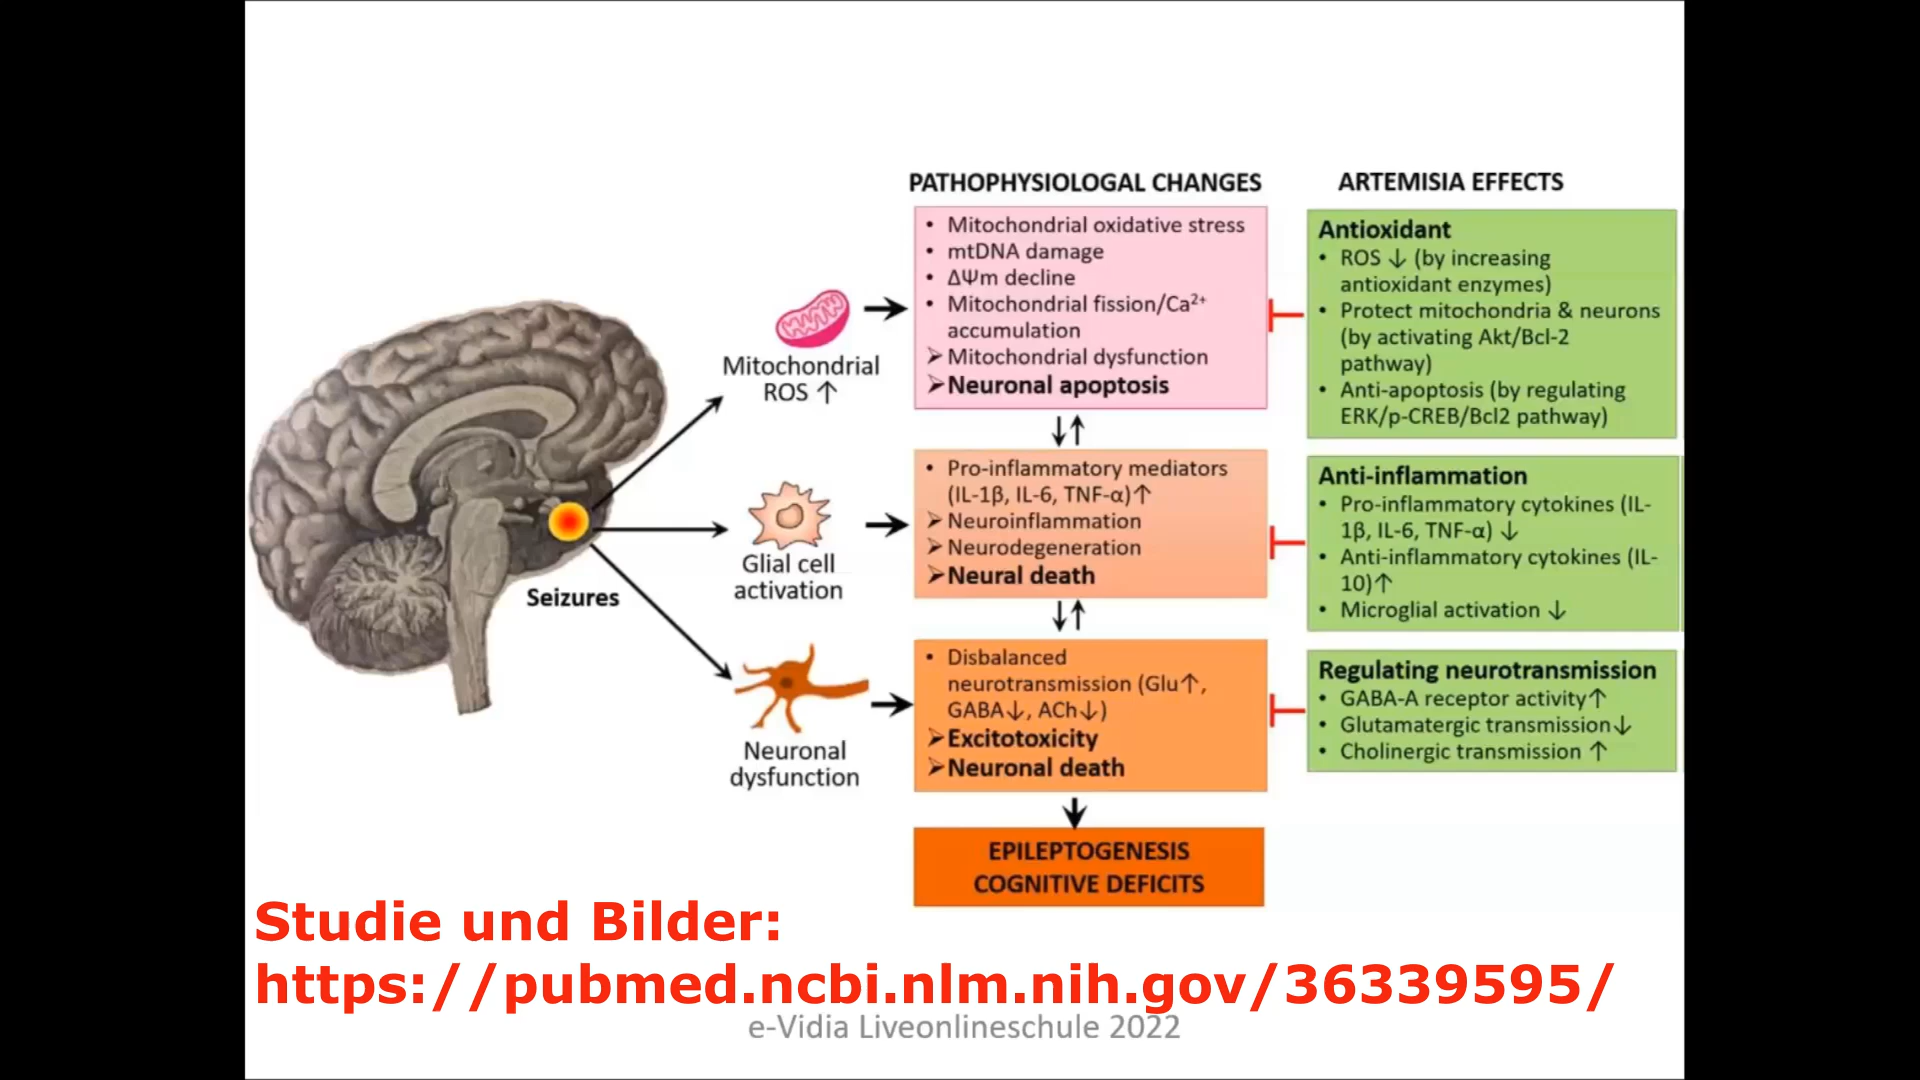 PATHOPHYSIOLOGAL CHANGES
ARTEMISIA EFFECTS
Seizures
Mitochondrial
ROS ↑
Glial cell
activation
Neuronal
dysfunction
• Mitochondrial oxidative stress
• mtDNA damage
• ΔΨm decline
• Mitochondrial fission/Ca²⁺
accumulation
➢ Mitochondrial dysfunction
➢ Neuronal apoptosis
↓↑
• Pro-inflammatory mediators
(IL-1β, IL-6, TNF-α)↑
➢ Neuroinflammation
➢ Neurodegeneration
➢ Neural death
↓↑
• Disbalanced
neurotransmission (Glu↑,
GABA↓, ACh↓)
➢ Excitotoxicity
➢ Neuronal death
EPILEPTOGENESIS
COGNITIVE DEFICITS
Antioxidant
• ROS ↓ (by increasing
antioxidant enzymes)
• Protect mitochondria & neurons
(by activating Akt/Bcl-2
pathway)
• Anti-apoptosis (by regulating
ERK/p-CREB/Bcl2 pathway)
Anti-inflammation
• Pro-inflammatory cytokines (IL-
1β, IL-6, TNF-α) ↓
• Anti-inflammatory cytokines (IL-
10)↑
• Microglial activation ↓
Regulating neurotransmission
• GABA-A receptor activity↑
• Glutamatergic transmission↓
• Cholinergic transmission ↑
Studie und Bilder:
https://pubmed.ncbi.nlm.nih.gov/36339595/
e-Vidia Liveonlineschule 2022